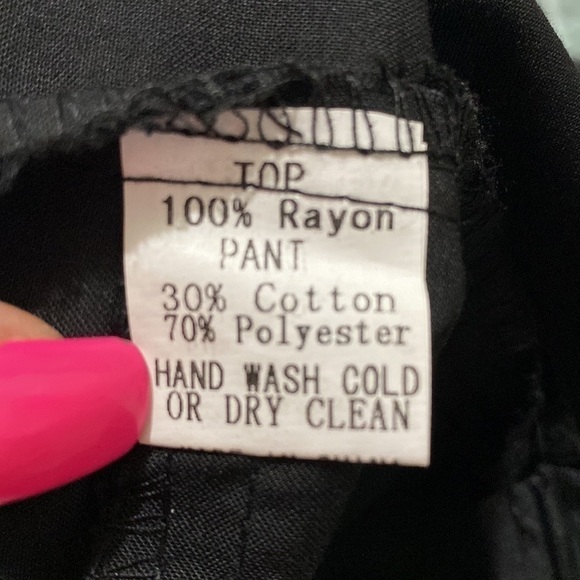 TOP
100% Rayon
PANT
30% Cotton
70% Polyester
HAND WASH COLD
OR DRY CLEAN